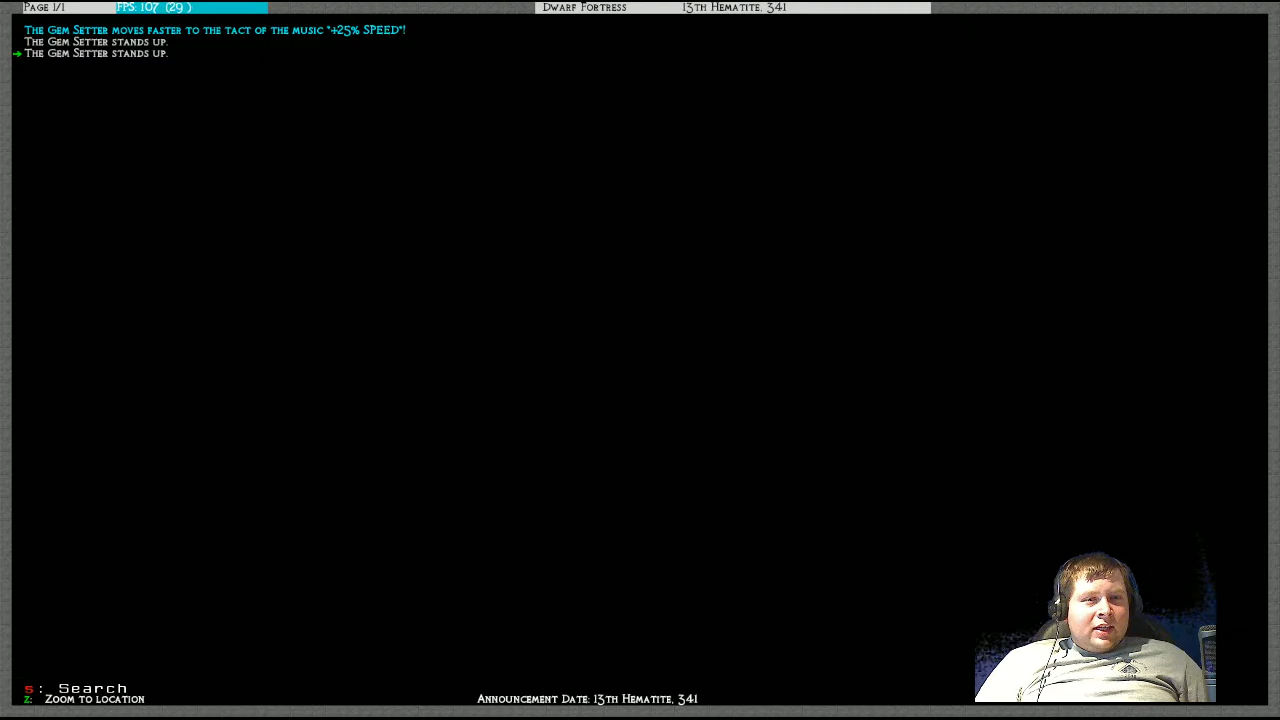 Page 1/1 FPS: 107 (29 ) Dwarf Fortress 13th Hematite, 341
The Gem Setter moves faster to the tact of the music "+25% SPEED"!
The Gem Setter stands up.
The Gem Setter stands up.
s: Search
z: Zoom to location Announcement Date: 13th Hematite, 341